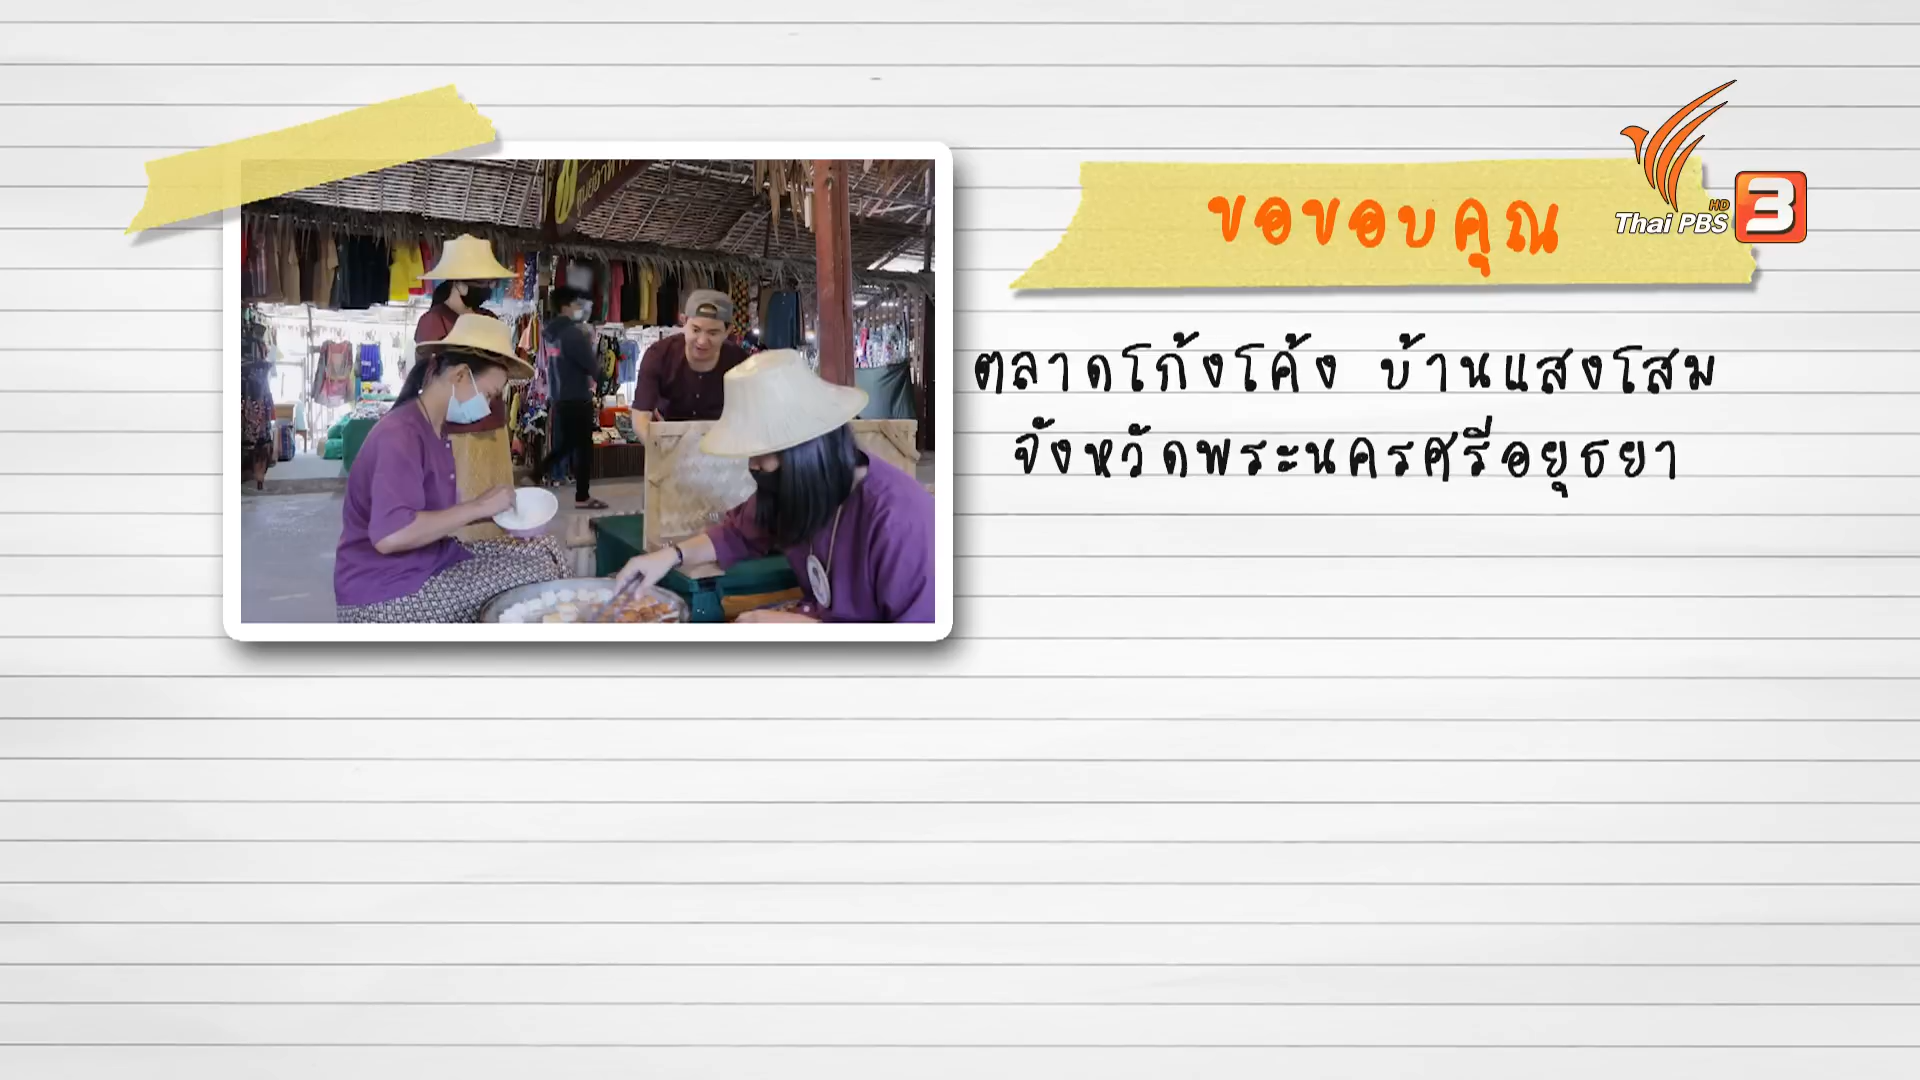 ขอขอบคุณ
HD
Thai PBS 3
ตลาดโก้งโค้ง บ้านแสงโสม
จังหวัดพระนครศรีอยุธยา